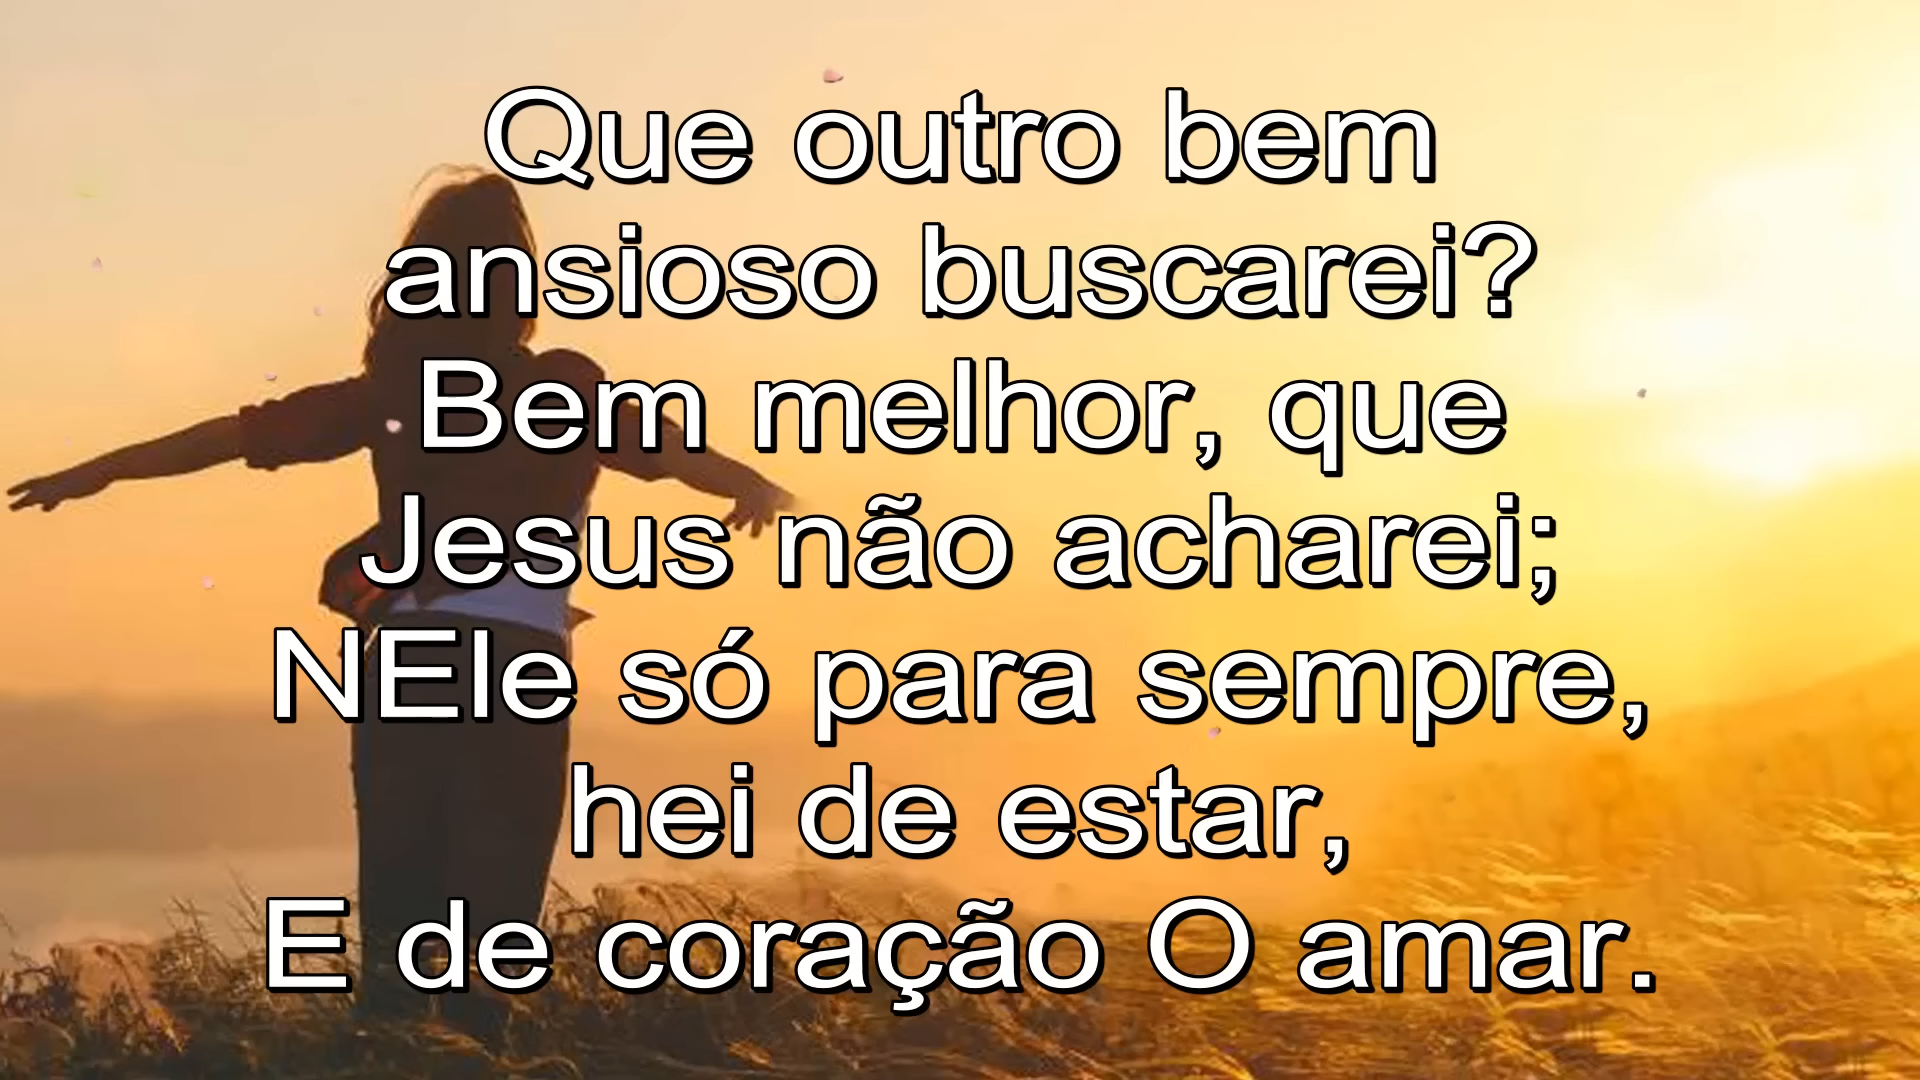 Que outro bem
ansioso buscarei?
Bem melhor, que
Jesus não acharei;
NEle só para sempre,
hei de estar,
E de coração O amar.